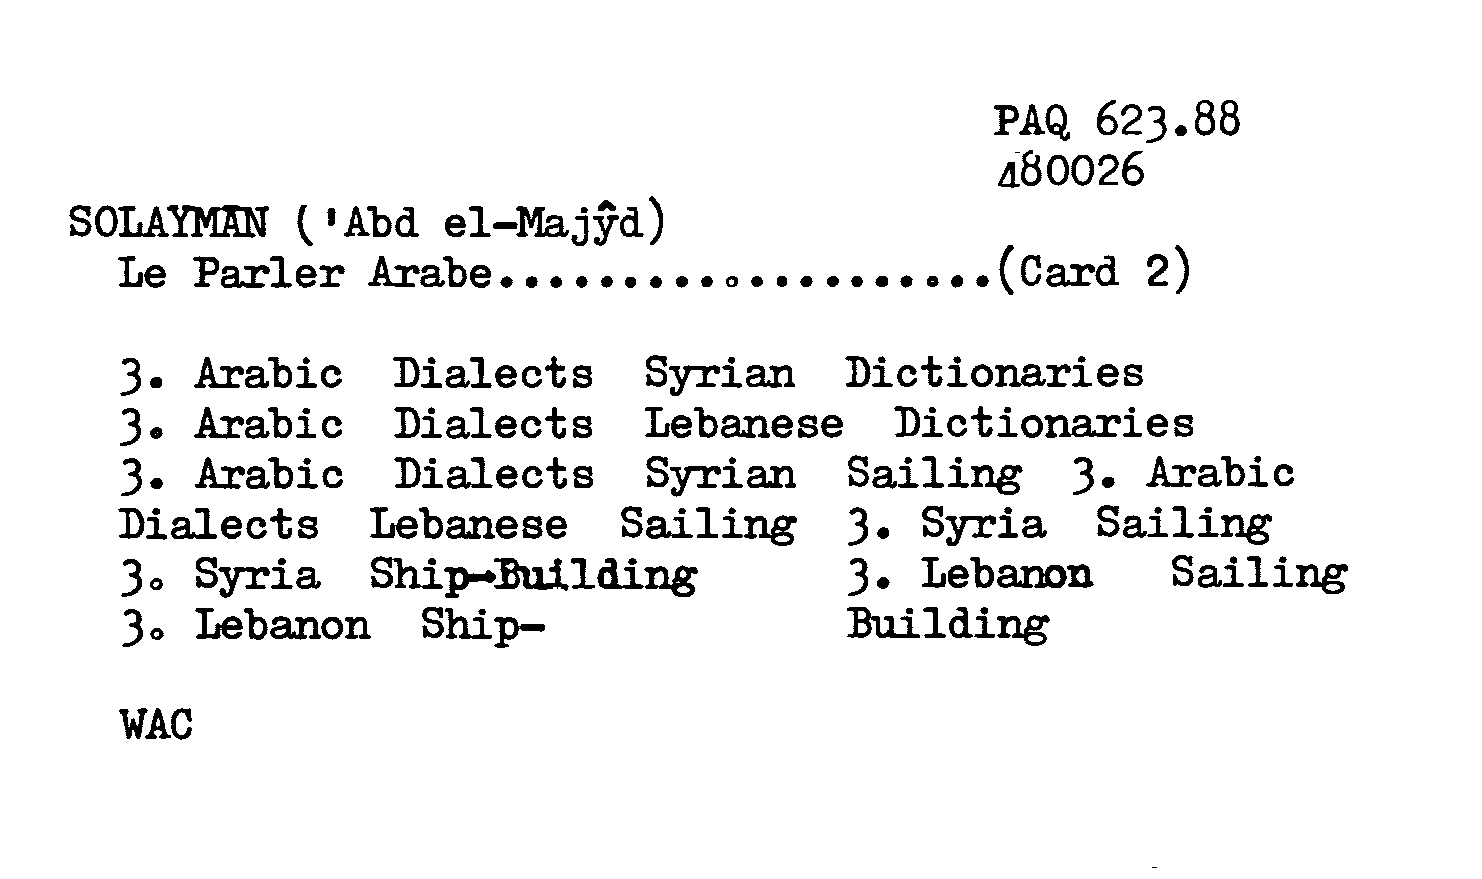 PAQ 623.88
480026
SOLAYMAN ('Abd el-Majŷd)
Le Parler Arabe....................(Card 2)
3. Arabic Dialects Syrian Dictionaries
3. Arabic Dialects Lebanese Dictionaries
3. Arabic Dialects Syrian Sailing 3. Arabic
Dialects Lebanese Sailing 3. Syria Sailing
3. Syria Ship-Building 3. Lebanon Sailing
3. Lebanon Ship- Building
WAC